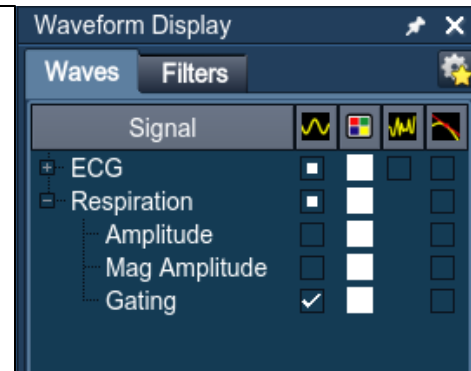 Waveform Display
Waves Filters
Signal
ECG
Respiration
Amplitude
Mag Amplitude
Gating